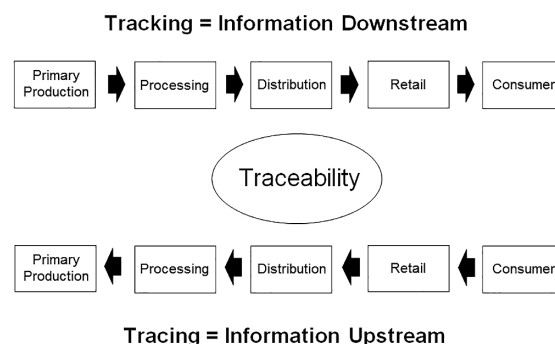 Tracking = Information Downstream
Primary
Production
Processing
Distribution
Retail
Consumer
Traceability
Primary
Production
Processing
Distribution
Retail
Consumer
Tracing = Information Upstream